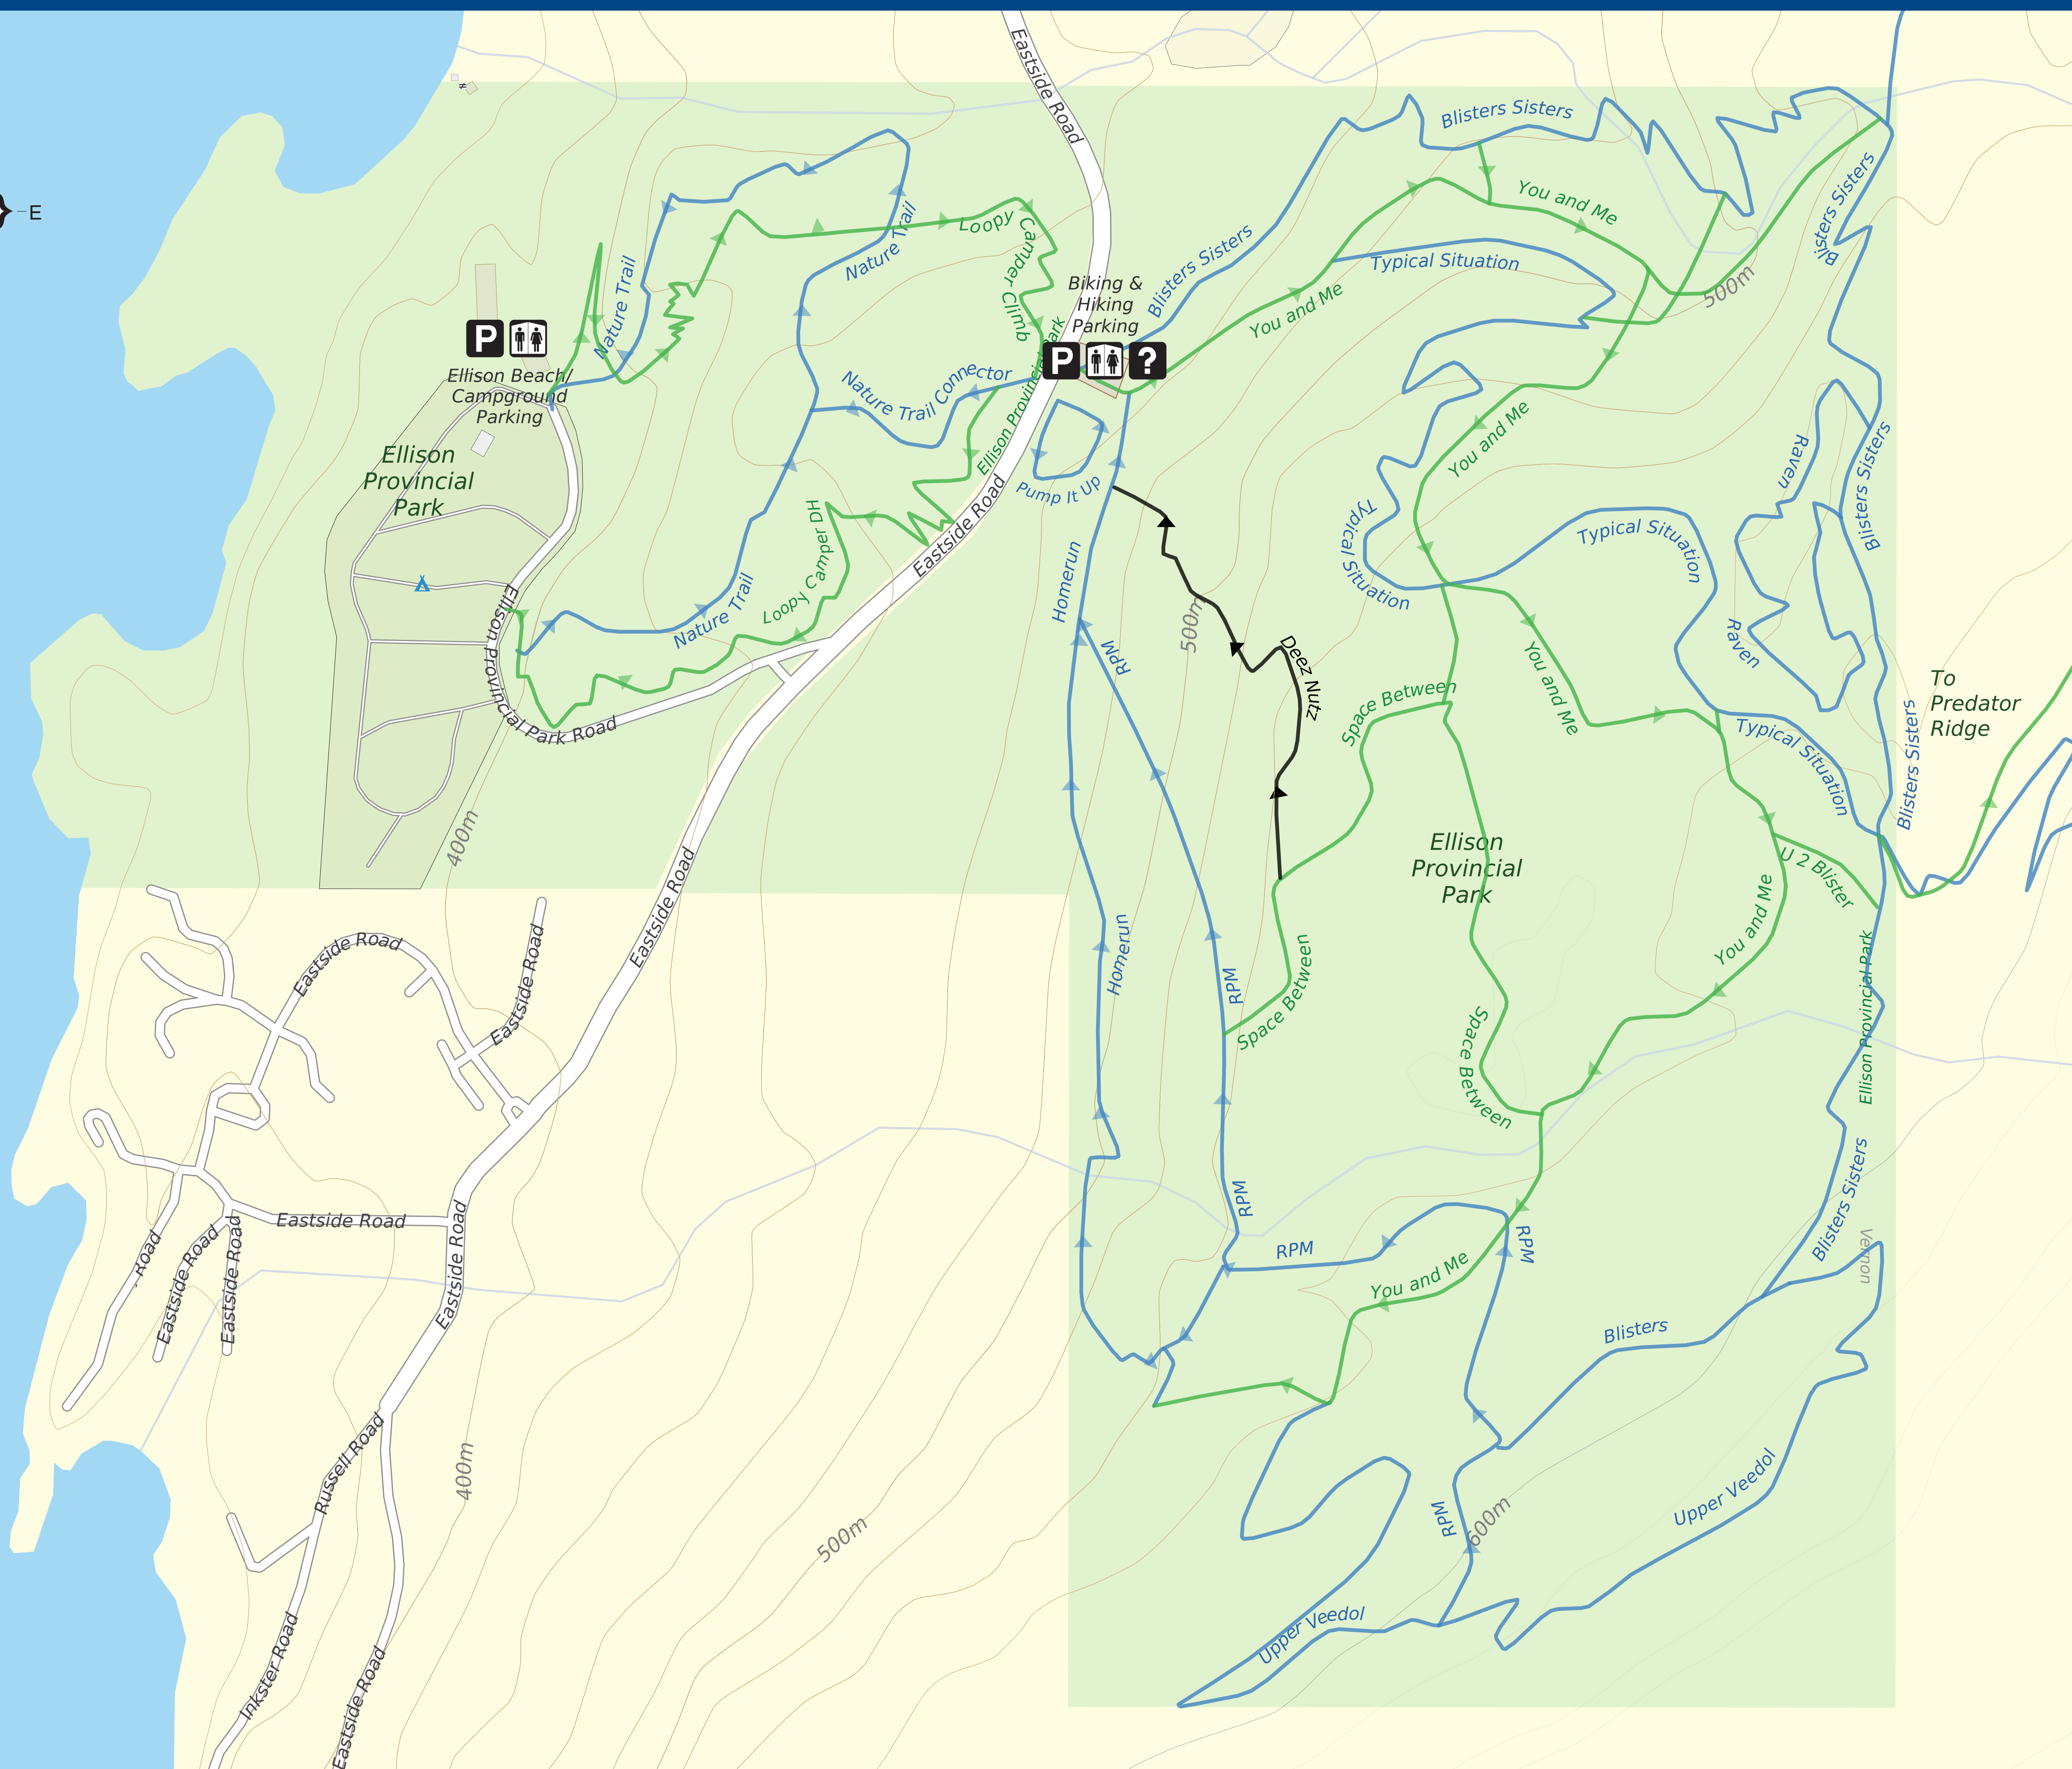 Eastside Road
E
Blisters Sisters
You and Me
Blisters Sisters
Loopy
Camper Climb
Nature Trail
Nature Trail
Blisters Sisters
Typical Situation
500m
Biking &
Hiking
Parking
You and Me
P
P
?
Ellison Provincial Park
Ellison Beach/
Campground
Parking
Nature Trail Connector
You and Me
Raven
Blisters Sisters
Ellison
Provincial
Park
Pump It Up
Eastside Road
Typical Situation
Typical Situation
Loopy Camper DH
Homerun
500m
Nature Trail
RPM
Deez Nutz
You and Me
Raven
Ellison Provincial Park Road
Space Between
To
Predator
Ridge
Typical Situation
Blisters Sisters
400m
Eastside Road
Ellison
Provincial
Park
U 2 Blister
You and Me
Eastside Road
Eastside Road
Homerun
RPM
Space Between
Ellison Provincial Park
Space Between
RPM
Blisters Sisters
Vernon
Eastside Road
Eastside Road
Road
Eastside Road
Eastside Road
RPM
RPM
You and Me
Blisters
Russell Road
400m
500m
RPM
600m
Upper Veedol
Upper Veedol
Inkster Road
Eastside Road